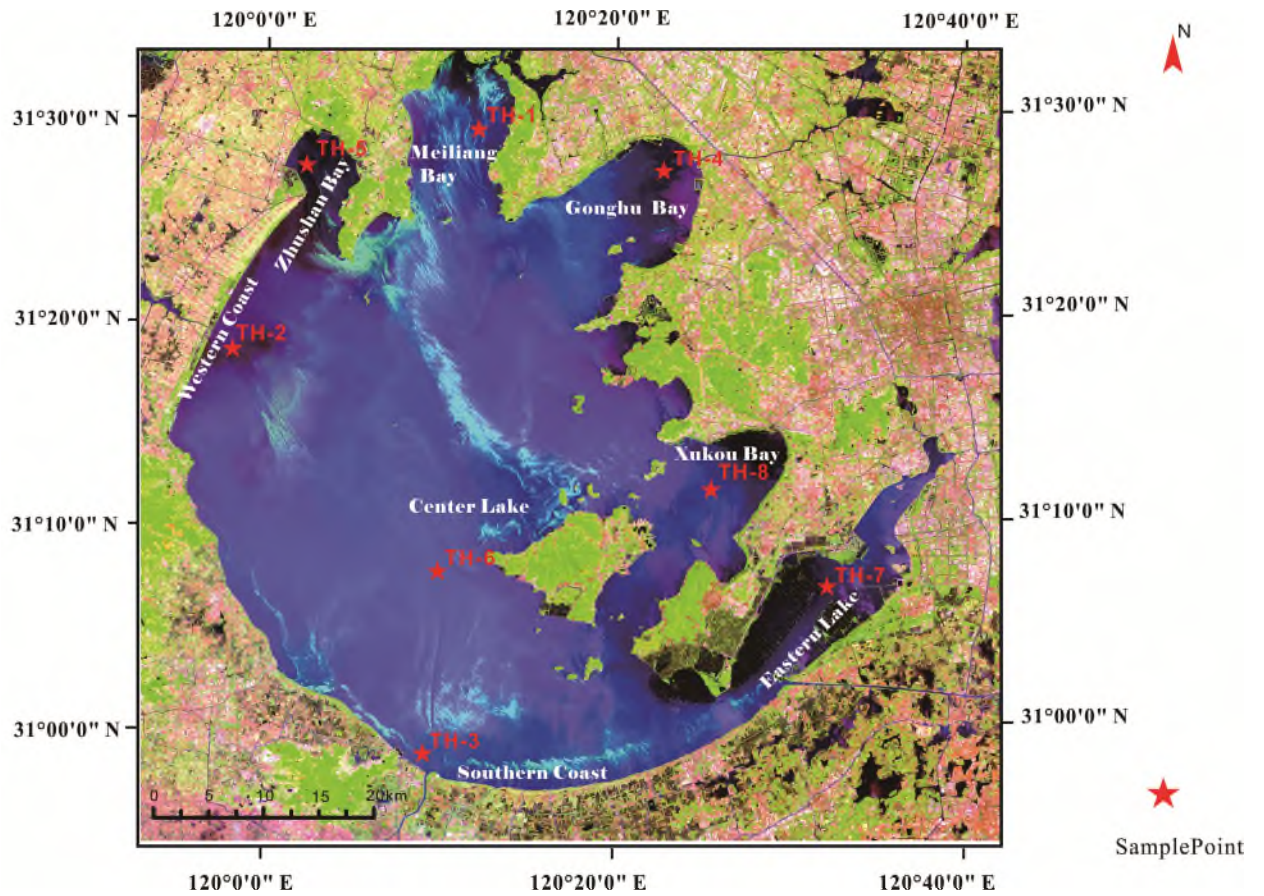 120°0'0" E
120°20'0" E
120°40'0" E
N
31°30'0" N
31°30'0" N
TH-1
TH-5
Meiliang
Bay
TH-4
Zhushan Bay
Gonghu Bay
31°20'0" N
31°20'0" N
Western Coast
TH-2
Xukou Bay
TH-8
Center Lake
31°10'0" N
31°10'0" N
TH-6
TH-7
Eastern Lake
31°00'0" N
31°00'0" N
TH-3
Southern Coast
0 5 10 15 20km
SamplePoint
120°0'0" E
120°20'0" E
120°40'0" E